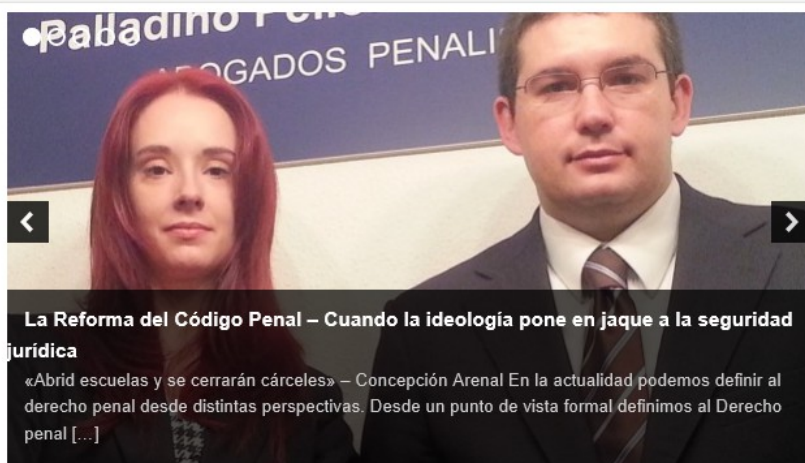 Palladino
ABOGADOS PENALI
La Reforma del Código Penal – Cuando la ideología pone en jaque a la seguridad
jurídica
«Abrid escuelas y se cerrarán cárceles» – Concepción Arenal En la actualidad podemos definir al
derecho penal desde distintas perspectivas. Desde un punto de vista formal definimos al Derecho
penal [...]